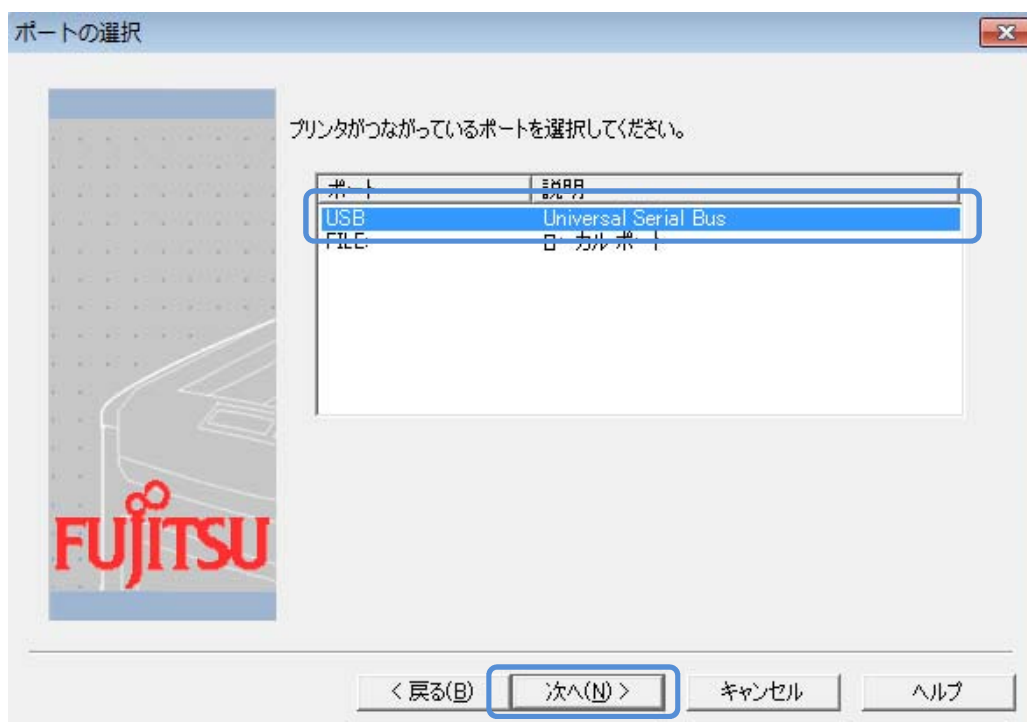 ポートの選択
プリンタがつながっているポートを選択してください。
ポート 説明
USB Universal Serial Bus
FILE: ローカル ポート
FUJITSU
< 戻る(B) 次へ(N) > キャンセル ヘルプ